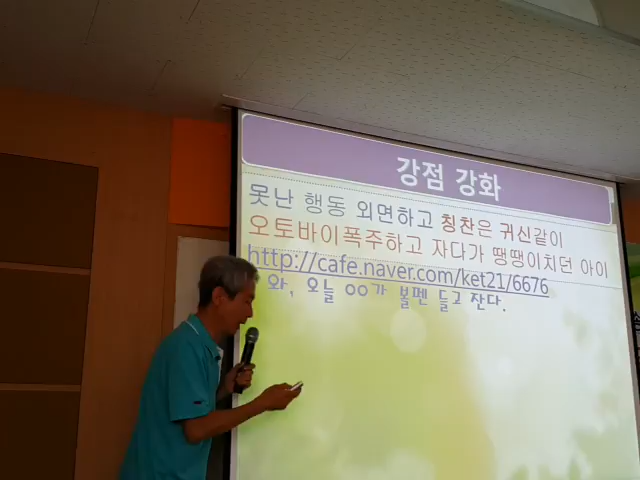 강점 강화
못난 행동 외면하고 칭찬은 귀신같이
오토바이폭주하고 자다가 땡땡이치던 아이
http://cafe.naver.com/ket21/6676
와, 오늘 oo가 볼펜 들고 잔다.